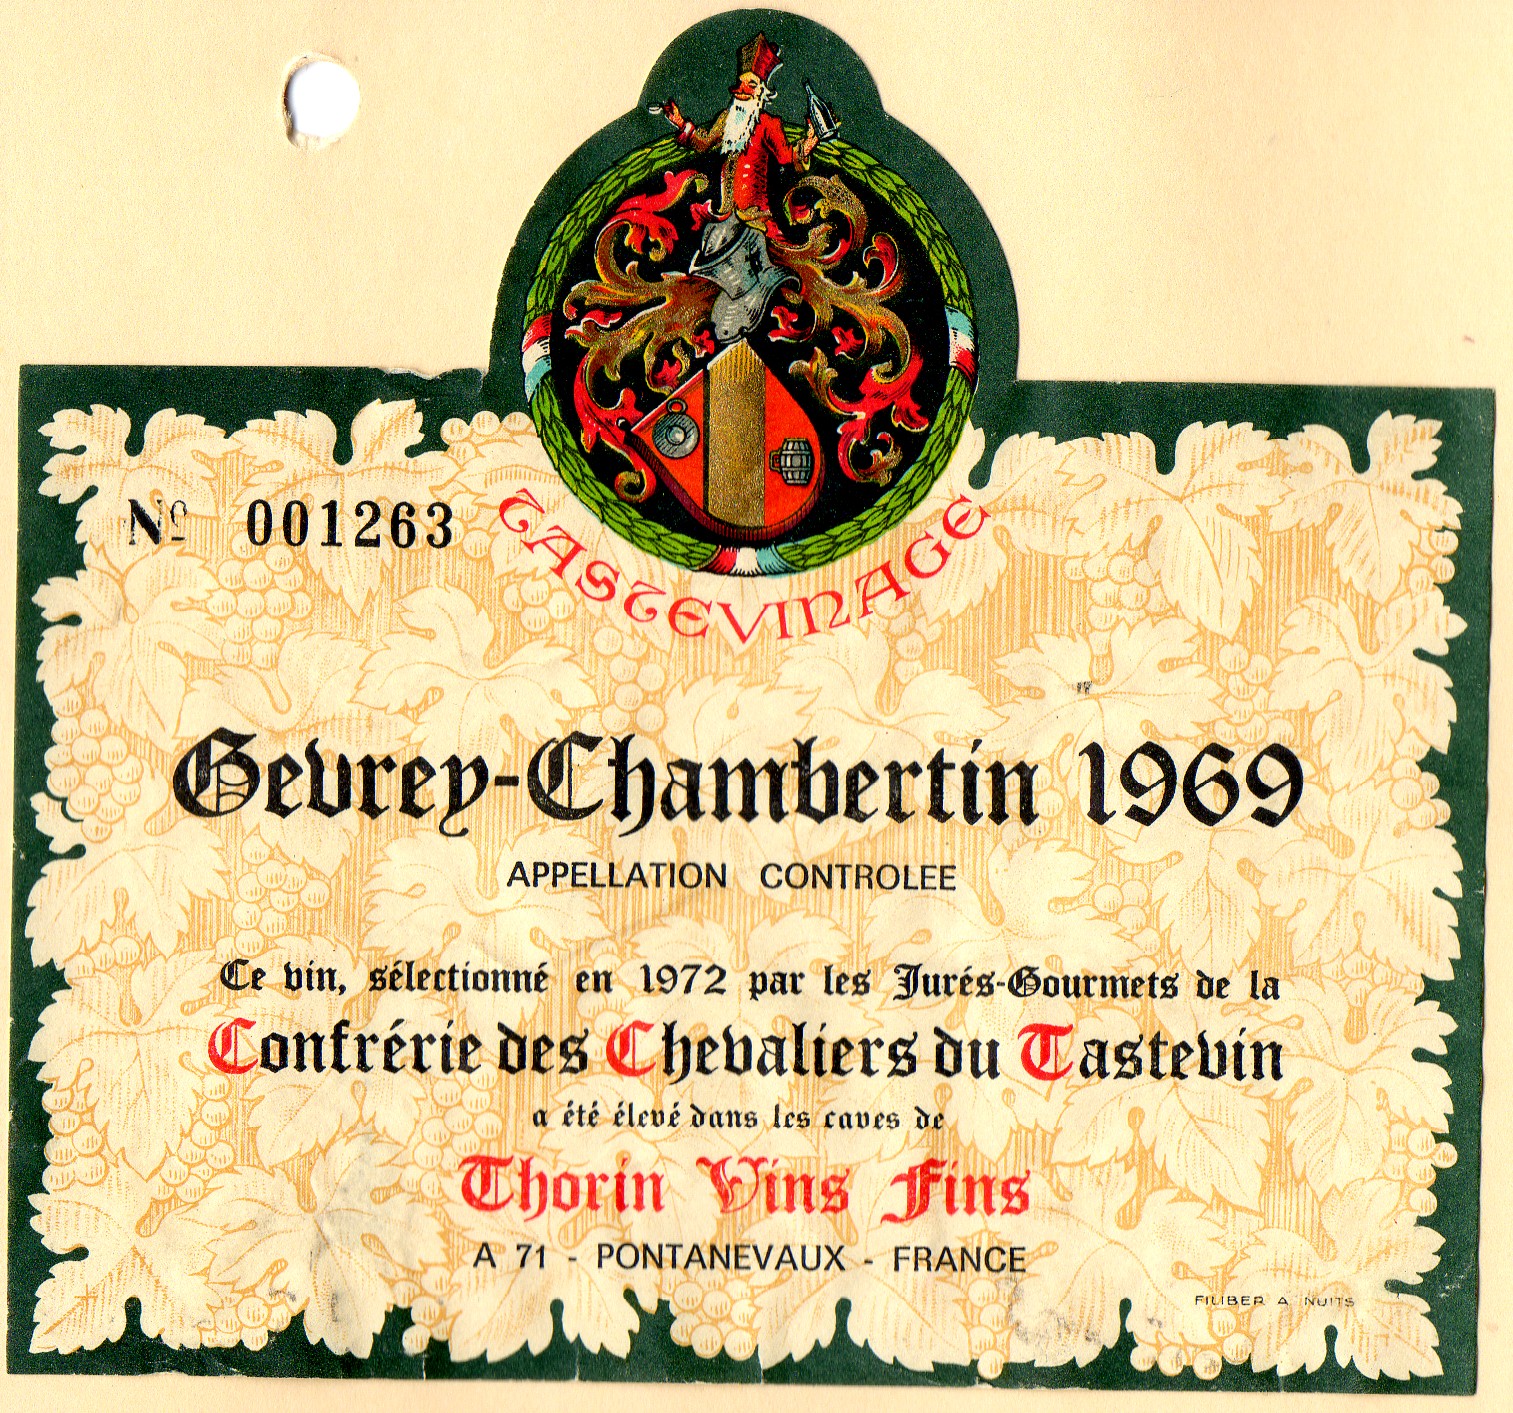 Nº 001263
TASTEVINAGE
Gevrey-Chambertin 1969
APPELLATION CONTROLEE
Ce vin, sélectionné en 1972 par les Jurés-Gourmets de la
Confrérie des Chevaliers du Tastevin
a été élevé dans les caves de
Thorin Vins Fins
A 71 - PONTANEVAUX - FRANCE
FILIBER A NUITS